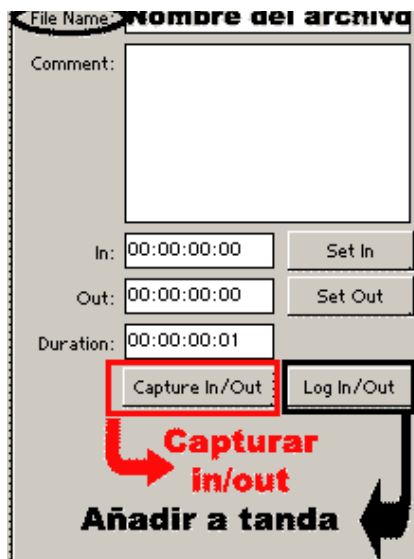 File Name: Nombre del archivo
Comment:
In: 00:00:00:00 Set In
Out: 00:00:00:00 Set Out
Duration: 00:00:00:01
Capture In/Out Log In/Out
Capturar
in/out
Añadir a tanda